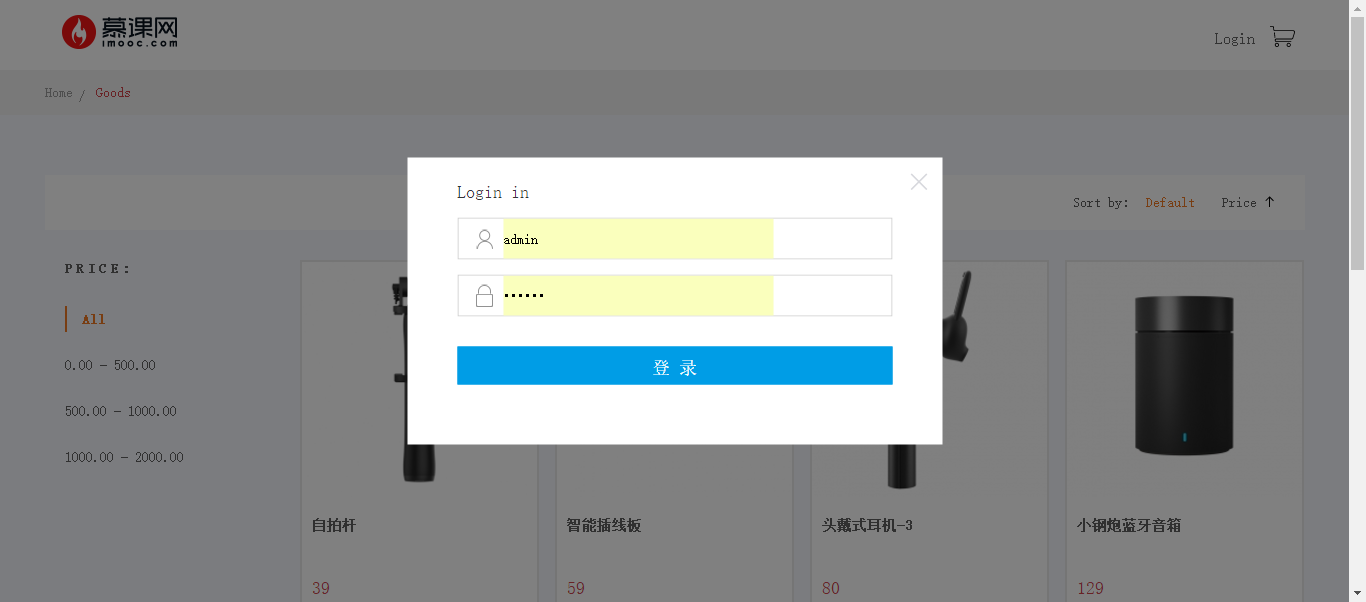 慕课网
imooc.com
Login
Home / Goods
Login in
admin
••••••
登 录
Sort by: Default Price ↑
PRICE:
All
0.00 - 500.00
500.00 - 1000.00
1000.00 - 2000.00
自拍杆
39
智能插线板
59
头戴式耳机-3
80
小钢炮蓝牙音箱
129